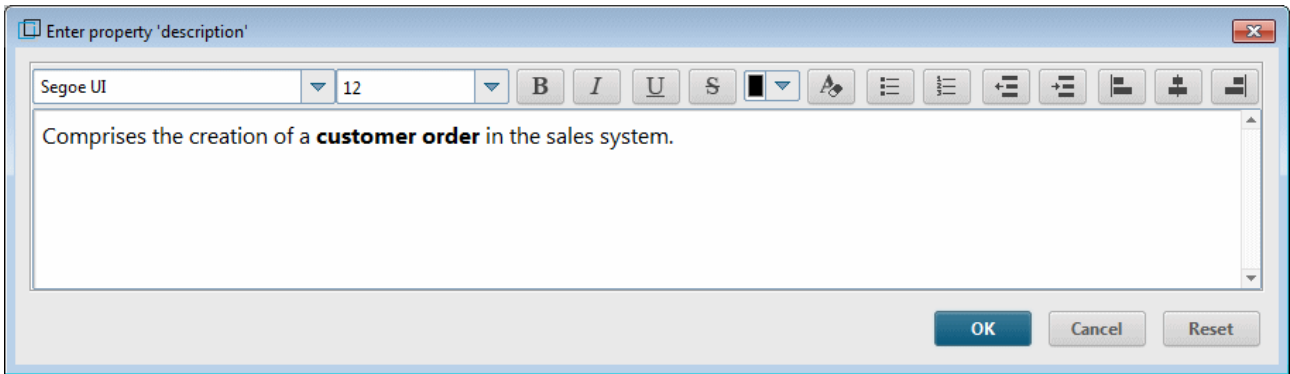 Enter property 'description'
Segoe UI 12 B I U S A
Comprises the creation of a customer order in the sales system.
OK Cancel Reset